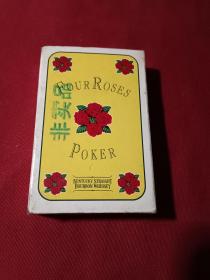 FOUR ROSES
非卖品
POKER
KENTUCKY STRAIGHT
BOURBON WHISKEY